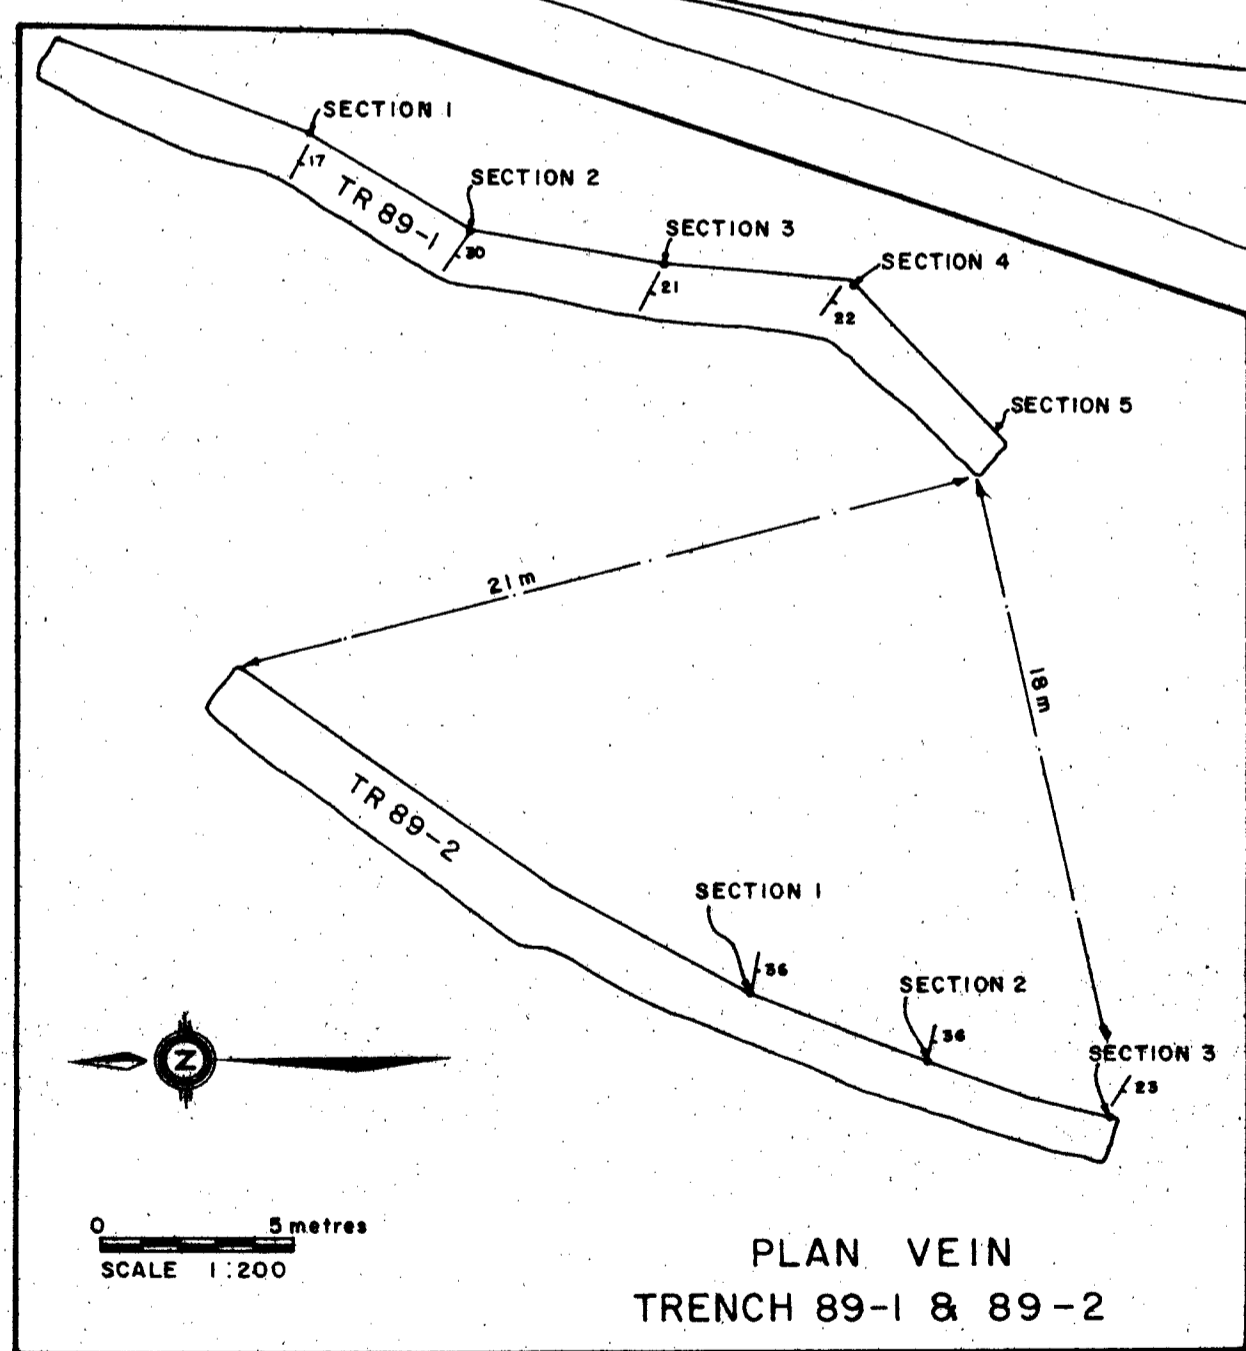 SECTION 1
17
TR 89-1
SECTION 2
30
SECTION 3
21
SECTION 4
22
SECTION 5
21 m
18 m
TR 89-2
SECTION 1
36
SECTION 2
36
SECTION 3
23
N
0 5 metres
SCALE 1:200
PLAN VEIN
TRENCH 89-1 & 89-2